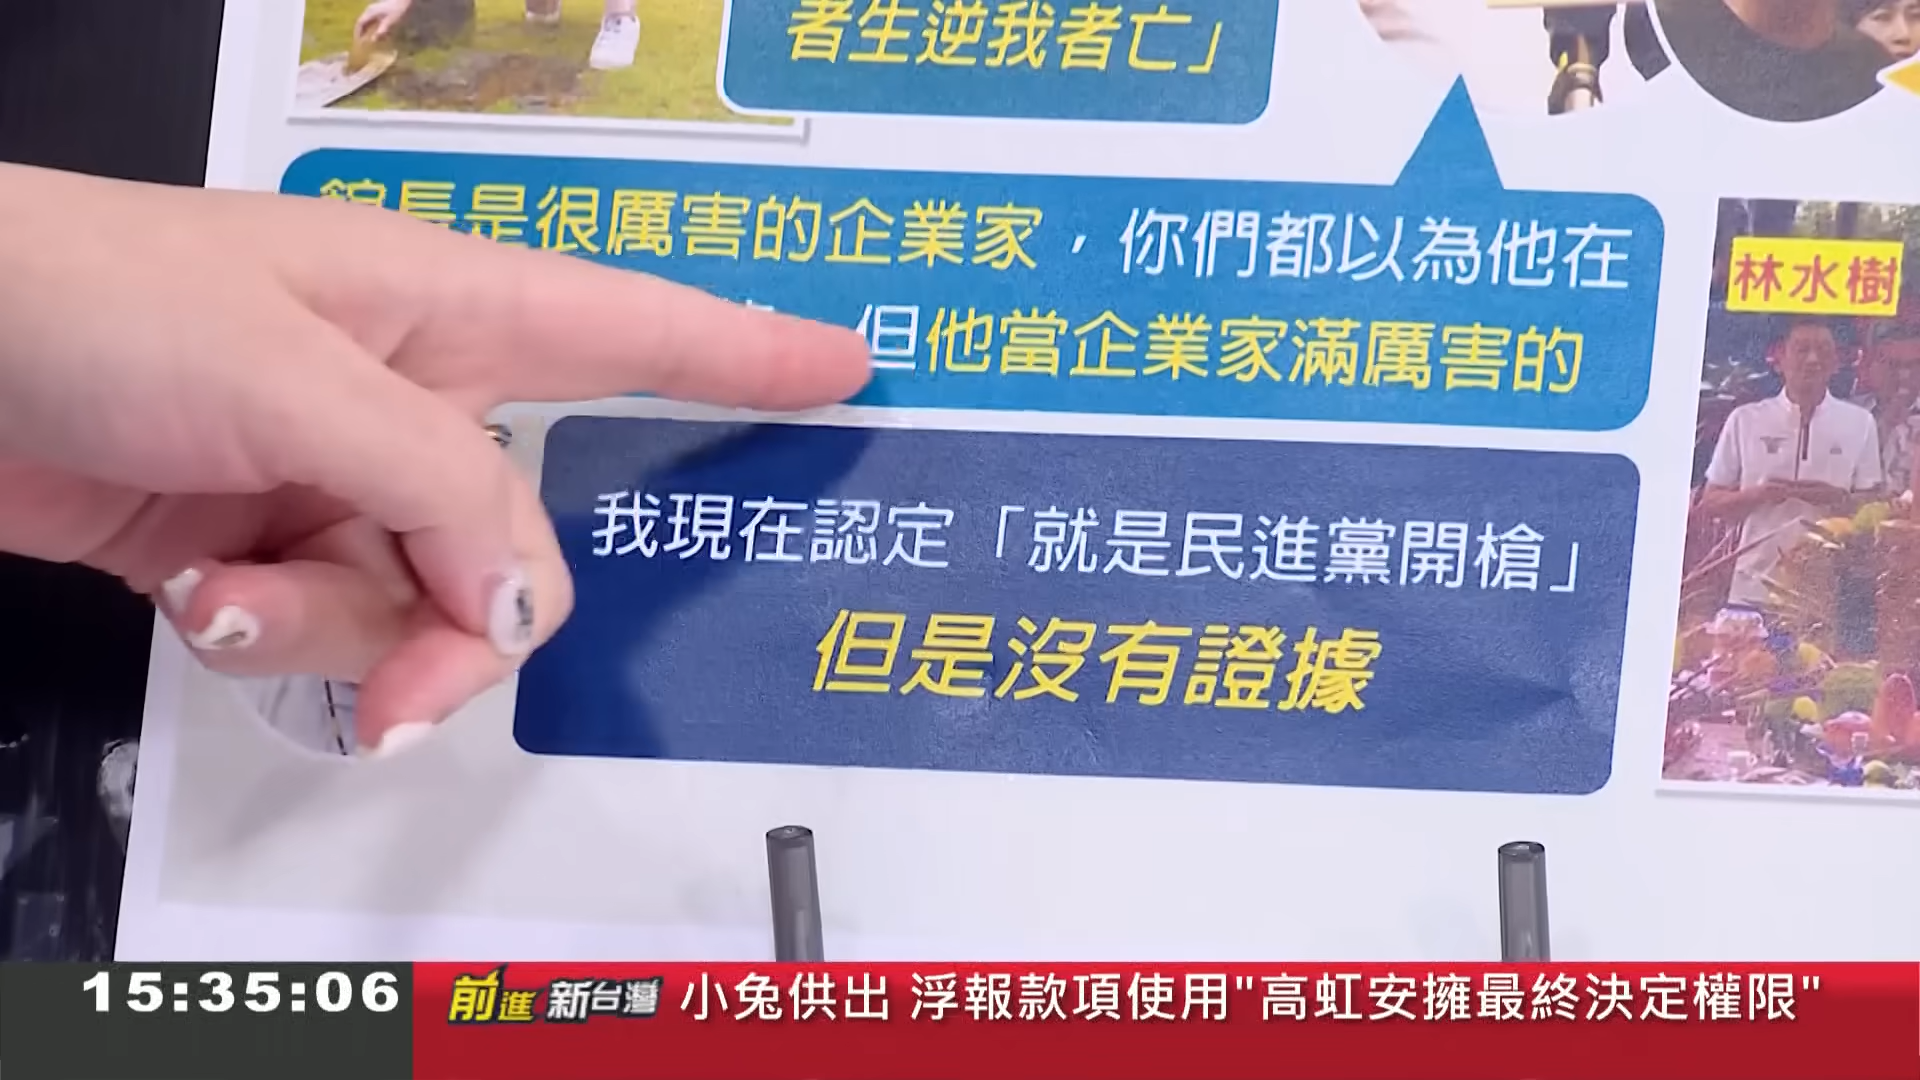 者生逆我者亡」
館長是很厲害的企業家，你們都以為他在
但他當企業家滿厲害的
林水樹
我現在認定「就是民進黨開槍」
但是沒有證據
15:35:06
前進新台灣
小兔供出 浮報款項使用"高虹安擁最終決定權限"